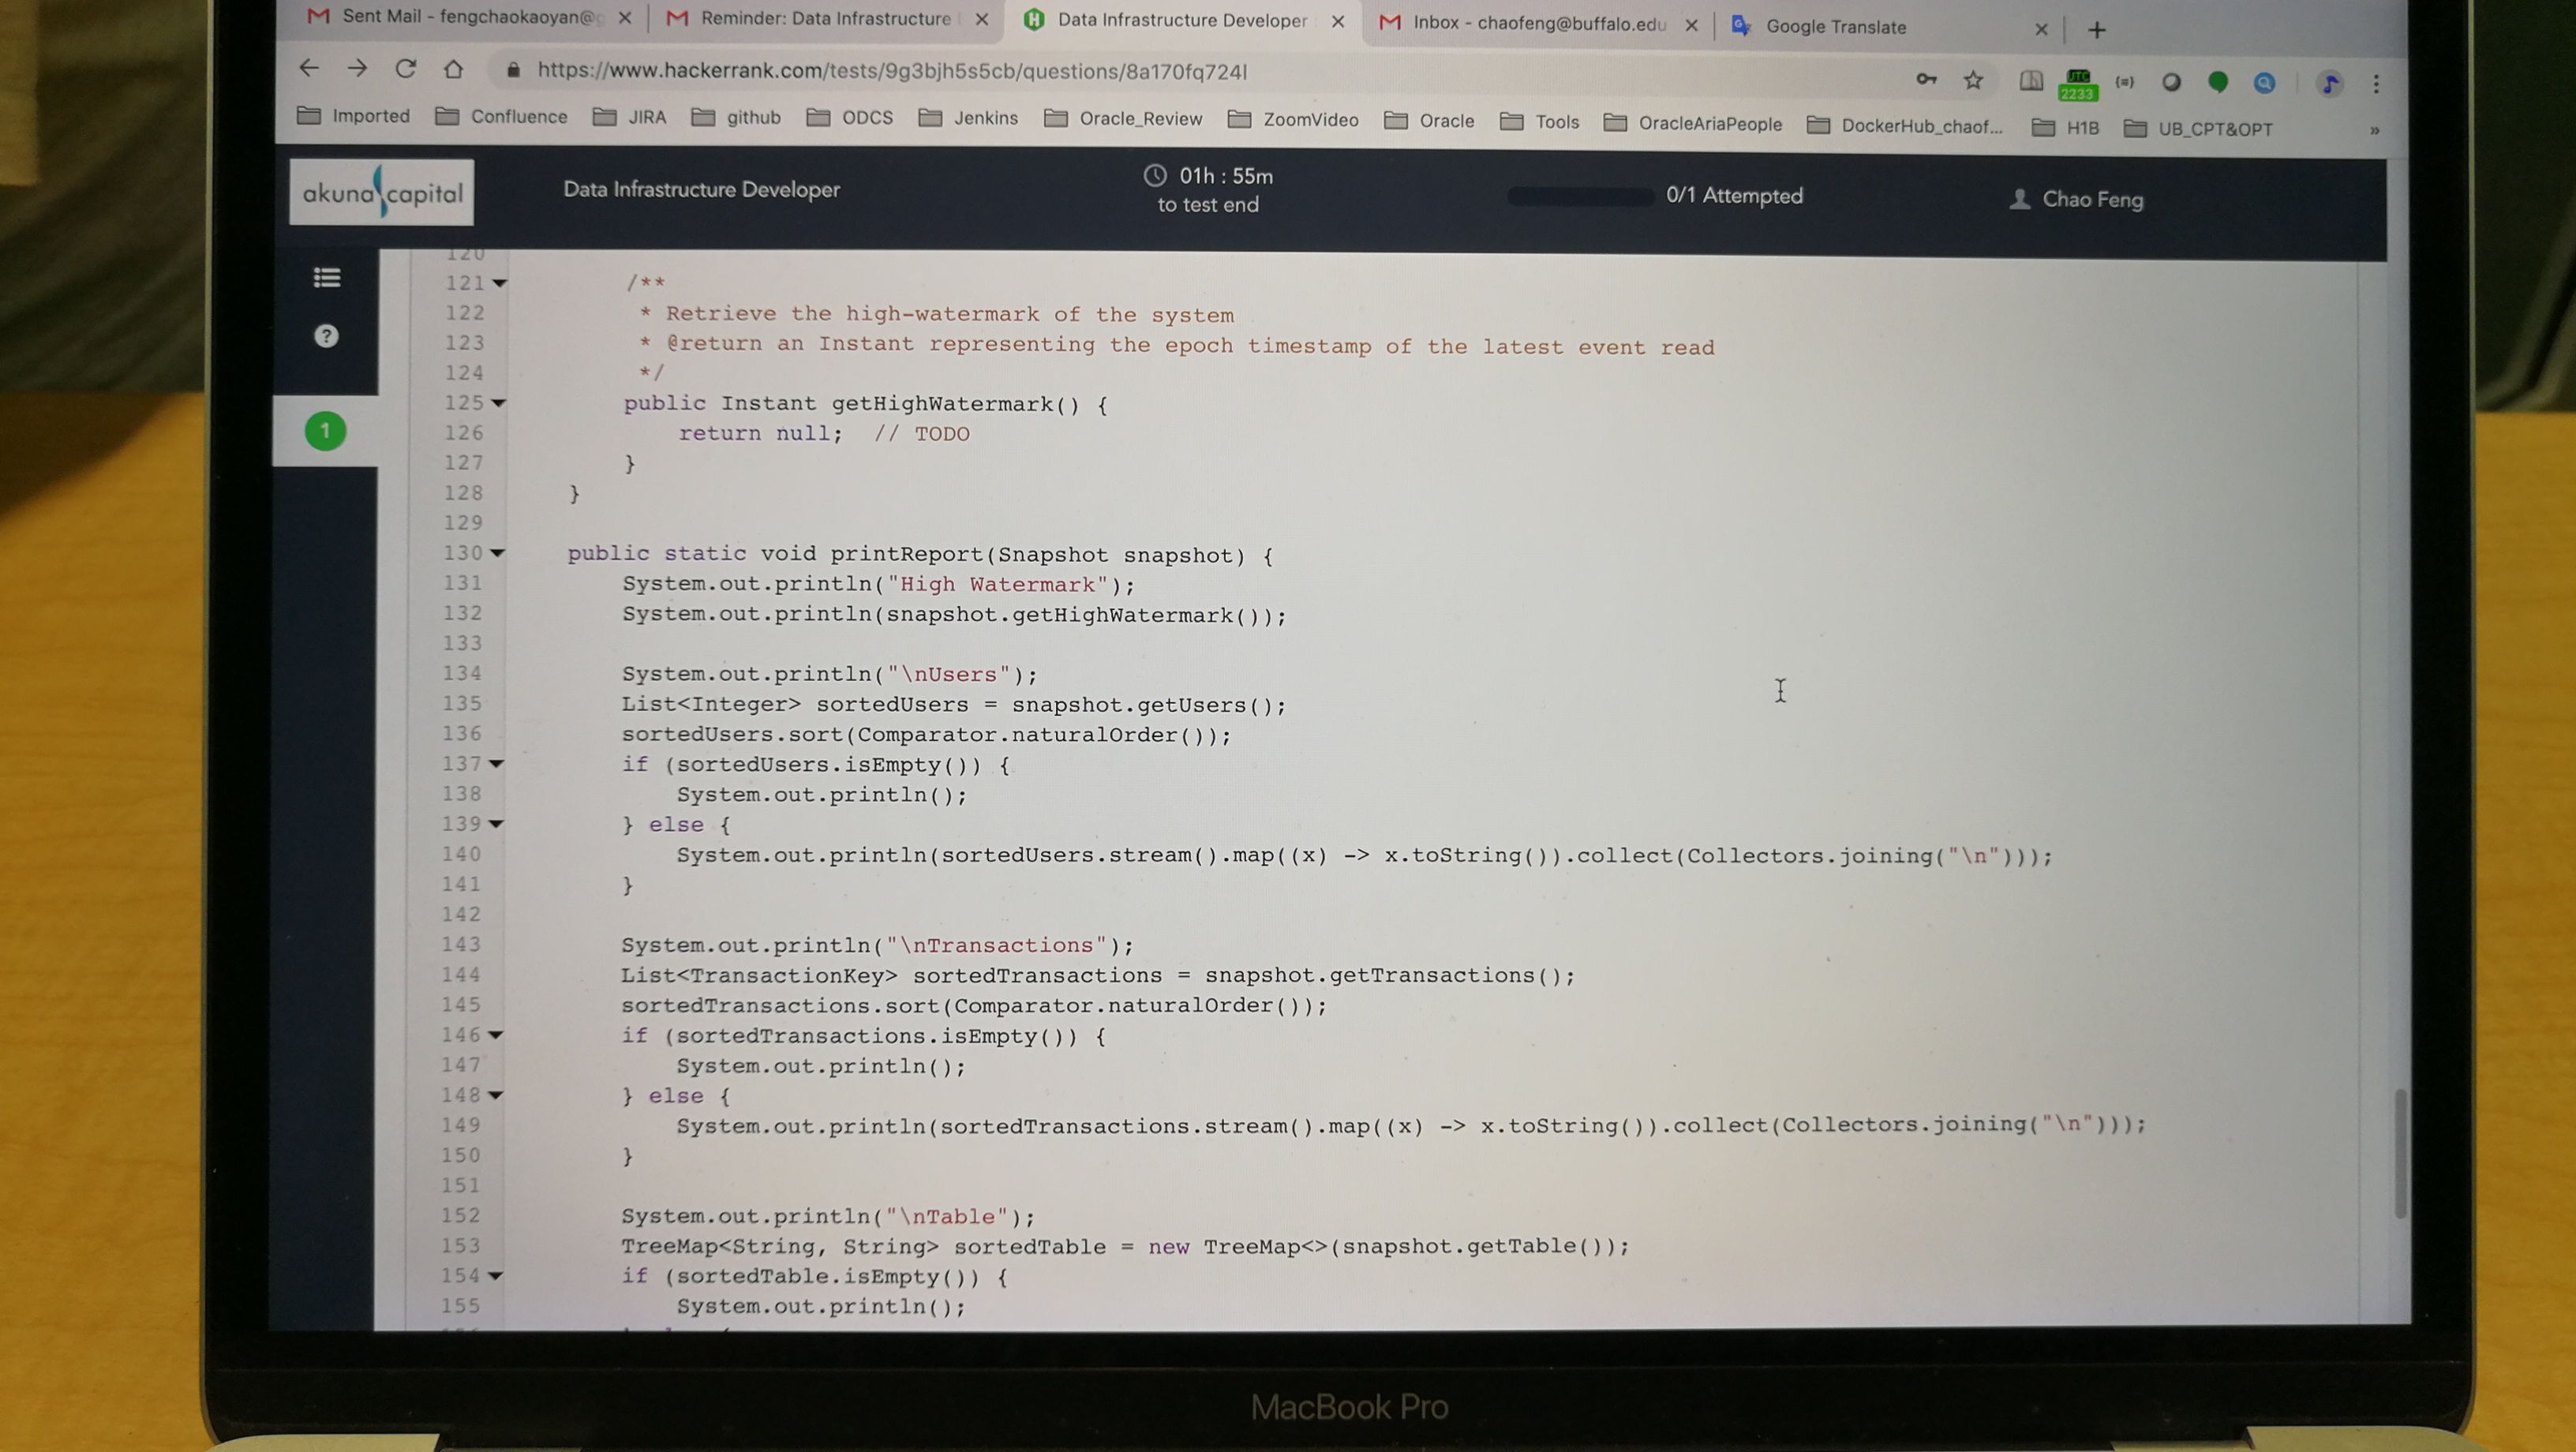 Sent Mail - fengchaokaoyan@
Reminder: Data Infrastructure
Data Infrastructure Developer
Inbox - chaofeng@buffalo.edu
Google Translate
https://www.hackerrank.com/tests/9g3bjh5s5cb/questions/8a170fq724l
UTC
2233
Imported Confluence JIRA github ODCS Jenkins Oracle_Review ZoomVideo Oracle Tools OracleAriaPeople DockerHub_chaof... H1B UB_CPT&OPT »
akuna capital
Data Infrastructure Developer
01h : 55m
to test end
0/1 Attempted
Chao Feng
1
120
121 /**
122 * Retrieve the high-watermark of the system
123 * @return an Instant representing the epoch timestamp of the latest event read
124 */
125 public Instant getHighWatermark() {
126 return null; // TODO
127 }
128 }
129
130 public static void printReport(Snapshot snapshot) {
131 System.out.println("High Watermark");
132 System.out.println(snapshot.getHighWatermark());
133
134 System.out.println("\nUsers");
135 List<Integer> sortedUsers = snapshot.getUsers();
136 sortedUsers.sort(Comparator.naturalOrder());
137 if (sortedUsers.isEmpty()) {
138 System.out.println();
139 } else {
140 System.out.println(sortedUsers.stream().map((x) -> x.toString()).collect(Collectors.joining("\n")));
141 }
142
143 System.out.println("\nTransactions");
144 List<TransactionKey> sortedTransactions = snapshot.getTransactions();
145 sortedTransactions.sort(Comparator.naturalOrder());
146 if (sortedTransactions.isEmpty()) {
147 System.out.println();
148 } else {
149 System.out.println(sortedTransactions.stream().map((x) -> x.toString()).collect(Collectors.joining("\n")));
150 }
151
152 System.out.println("\nTable");
153 TreeMap<String, String> sortedTable = new TreeMap<>(snapshot.getTable());
154 if (sortedTable.isEmpty()) {
155 System.out.println();
MacBook Pro